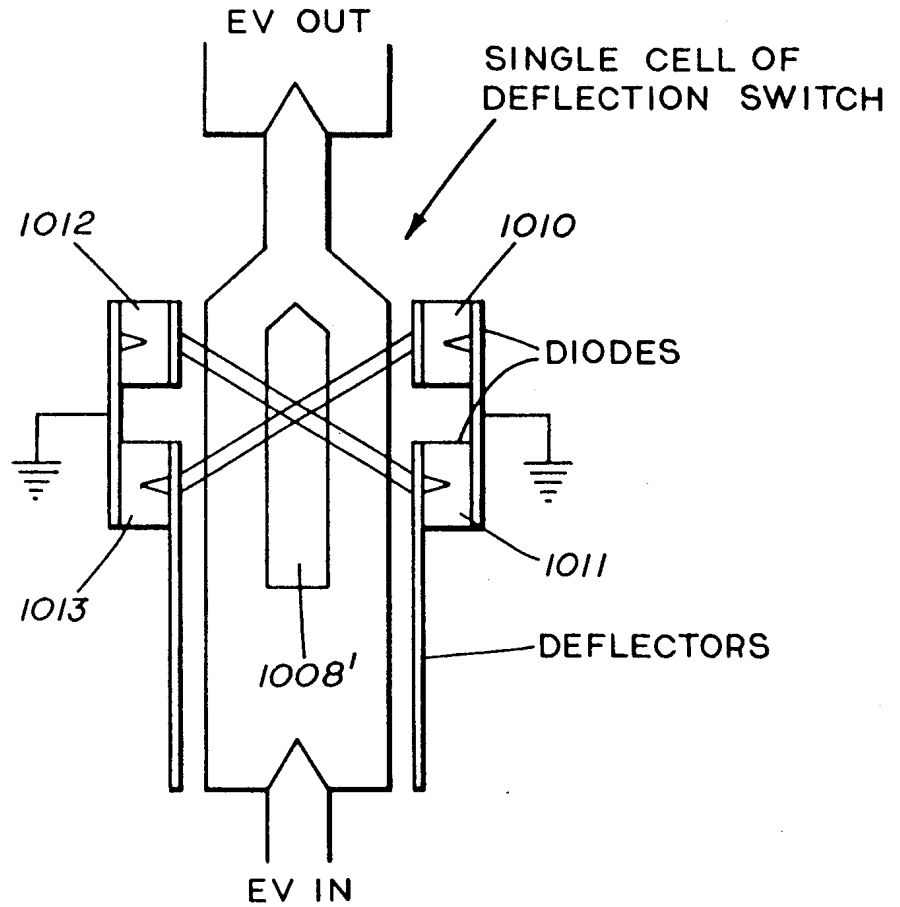 EV OUT
SINGLE CELL OF
DEFLECTION SWITCH
1012
1010
DIODES
1013
1011
1008'
DEFLECTORS
EV IN